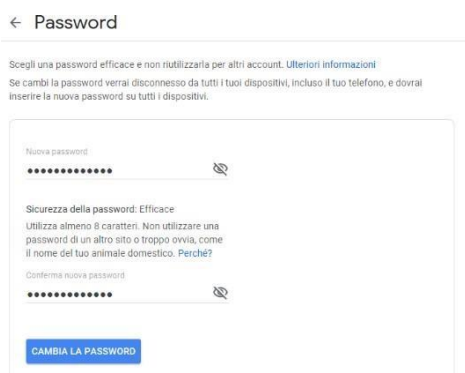 Password
Scegli una password efficace e non riutilizzarla per altri account. Ulteriori informazioni
Se cambi la password verrai disconnesso da tutti i tuoi dispositivi, incluso il tuo telefono, e dovrai
inserire la nuova password su tutti i dispositivi.
Nuova password
•••••••••••••
Sicurezza della password: Efficace
Utilizza almeno 8 caratteri. Non utilizzare una
password di un altro sito o troppo ovvia, come
il nome del tuo animale domestico. Perché?
Conferma nuova password
•••••••••••••
CAMBIA LA PASSWORD